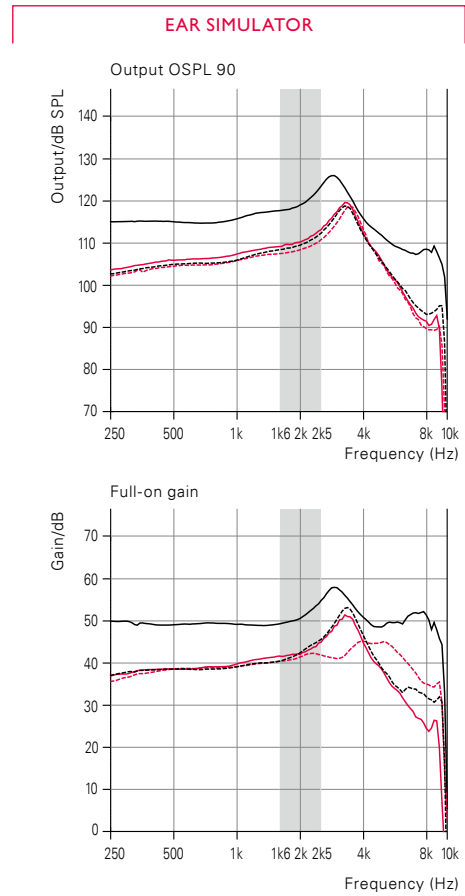 EAR SIMULATOR
Output OSPL 90
Output/dB SPL
140
130
120
110
100
90
80
70
250 500 1k 1k6 2k 2k5 4k 8k 10k
Frequency (Hz)
Full-on gain
Gain/dB
70
60
50
40
30
20
10
0
250 500 1k 1k6 2k 2k5 4k 8k 10k
Frequency (Hz)